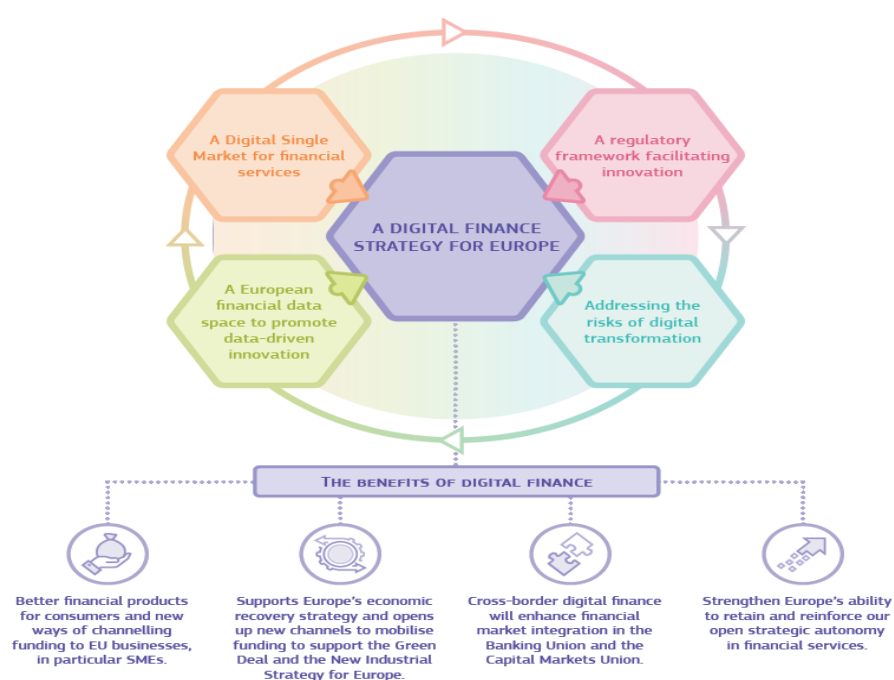 A Digital Single
Market for financial
services
A regulatory
framework facilitating
innovation
A DIGITAL FINANCE
STRATEGY FOR EUROPE
A European
financial data
space to promote
data-driven
innovation
Addressing the
risks of digital
transformation
THE BENEFITS OF DIGITAL FINANCE
Better financial products
for consumers and new
ways of channelling
funding to EU businesses,
in particular SMEs.
Supports Europe's economic
recovery strategy and opens
up new channels to mobilise
funding to support the Green
Deal and the New Industrial
Strategy for Europe.
Cross-border digital finance
will enhance financial
market integration in the
Banking Union and the
Capital Markets Union.
Strengthen Europe's ability
to retain and reinforce our
open strategic autonomy
in financial services.